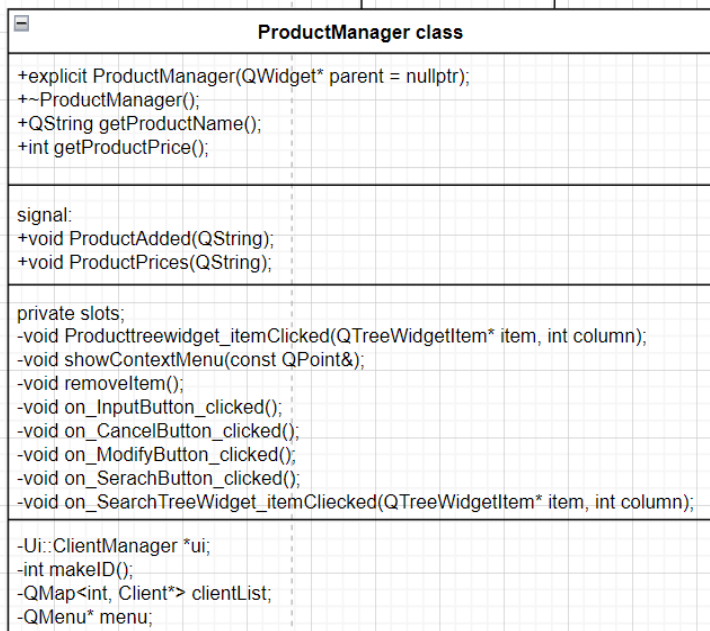 ProductManager class
+explicit ProductManager(QWidget* parent = nullptr);
+~ProductManager();
+QString getProductName();
+int getProductPrice();
signal:
+void ProductAdded(QString);
+void ProductPrices(QString);
private slots;
-void Producttreewidget_itemClicked(QTreeWidgetItem* item, int column);
-void showContextMenu(const QPoint&);
-void removeItem();
-void on_InputButton_clicked();
-void on_CancelButton_clicked();
-void on_ModifyButton_clicked();
-void on_SerachButton_clicked();
-void on_SearchTreeWidget_itemCliecked(QTreeWidgetItem* item, int column);
-Ui::ClientManager *ui;
-int makeID();
-QMap<int, Client*> clientList;
-QMenu* menu;